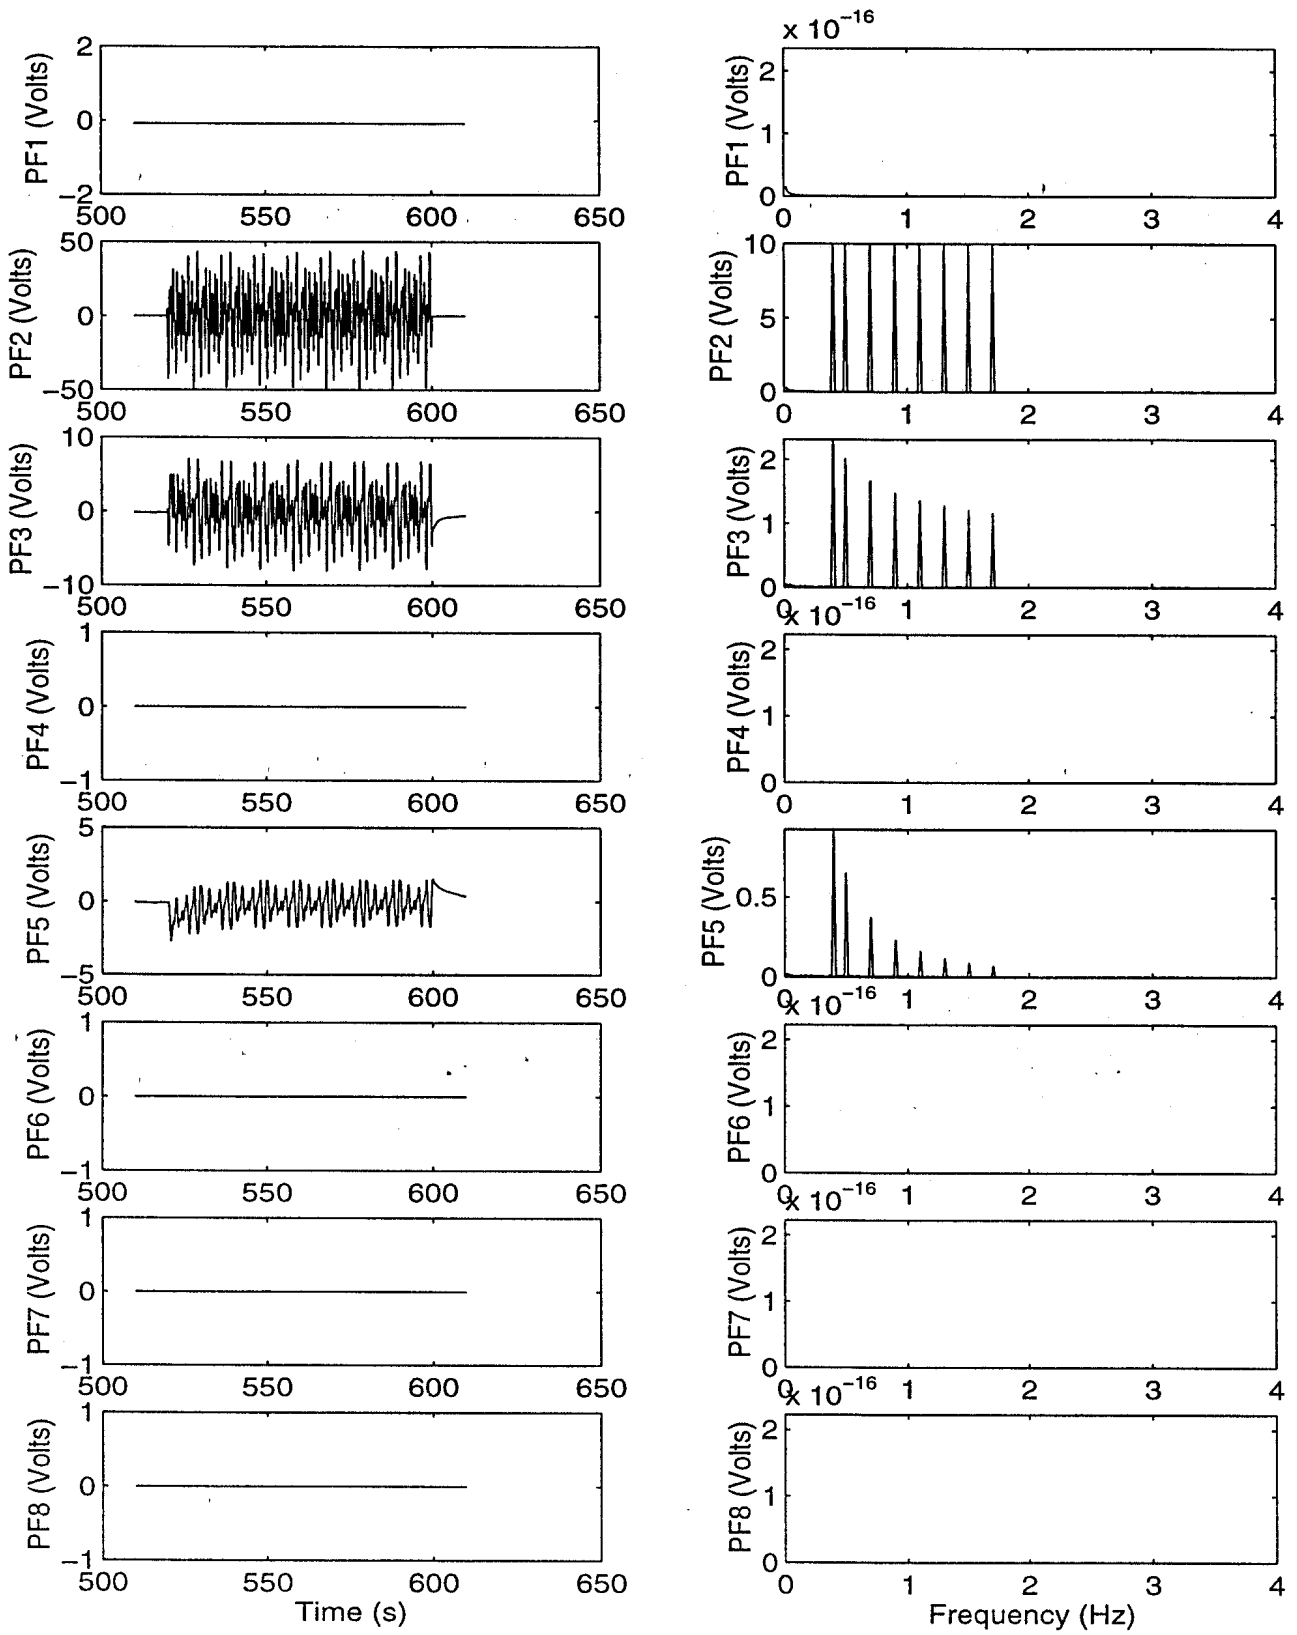 x 10^-16
2
0
-2
PF1 (Volts)
500 550 600 650
2
1
0
PF1 (Volts)
0 1 2 3 4
50
0
-50
PF2 (Volts)
500 550 600 650
10
5
0
PF2 (Volts)
0 1 2 3 4
10
0
-10
PF3 (Volts)
500 550 600 650
2
1
0
PF3 (Volts)
0 1 2 3 4
x 10^-16
1
0
-1
PF4 (Volts)
500 550 600 650
2
1
0
PF4 (Volts)
0 1 2 3 4
5
0
-5
PF5 (Volts)
500 550 600 650
0.5
0
PF5 (Volts)
0 1 2 3 4
x 10^-16
1
0
-1
PF6 (Volts)
500 550 600 650
2
1
0
PF6 (Volts)
0 1 2 3 4
x 10^-16
1
0
-1
PF7 (Volts)
500 550 600 650
2
1
0
PF7 (Volts)
0 1 2 3 4
x 10^-16
1
0
-1
PF8 (Volts)
500 550 600 650
Time (s)
2
1
0
PF8 (Volts)
0 1 2 3 4
Frequency (Hz)